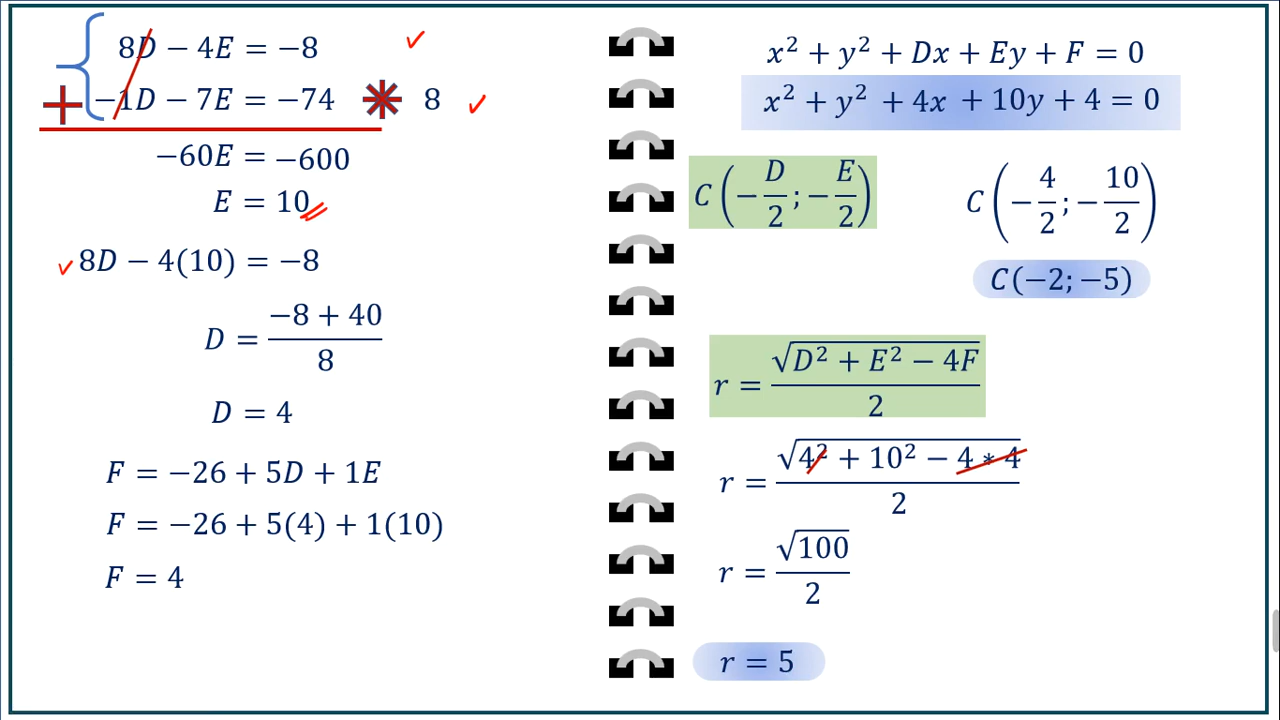 8D − 4E = −8
−1D − 7E = −74 * 8
+
−60E = −600
E = 10
8D − 4(10) = −8
D = (−8 + 40)/8
D = 4
F = −26 + 5D + 1E
F = −26 + 5(4) + 1(10)
F = 4
x² + y² + Dx + Ey + F = 0
x² + y² + 4x + 10y + 4 = 0
C(−D/2 ; −E/2)
C(−4/2 ; −10/2)
C(−2; −5)
r = √(D² + E² − 4F)/2
r = √(4² + 10² − 4 * 4)/2
r = √100/2
r = 5